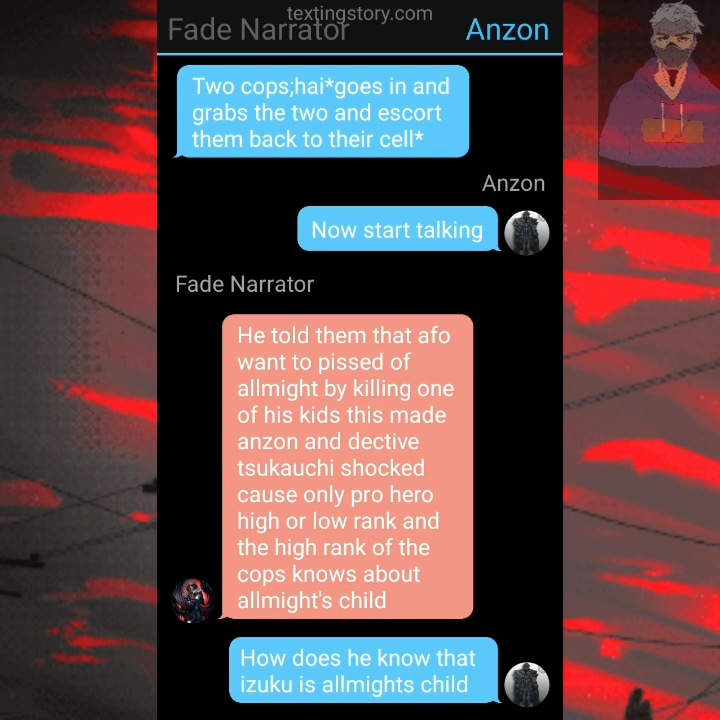 textingstory.com
Fade Narrator Anzon
Two cops;hai*goes in and
grabs the two and escort
them back to their cell*
Anzon
Now start talking
Fade Narrator
He told them that afo
want to pissed of
allmight by killing one
of his kids this made
anzon and dective
tsukauchi shocked
cause only pro hero
high or low rank and
the high rank of the
cops knows about
allmight's child
How does he know that
izuku is allmights child